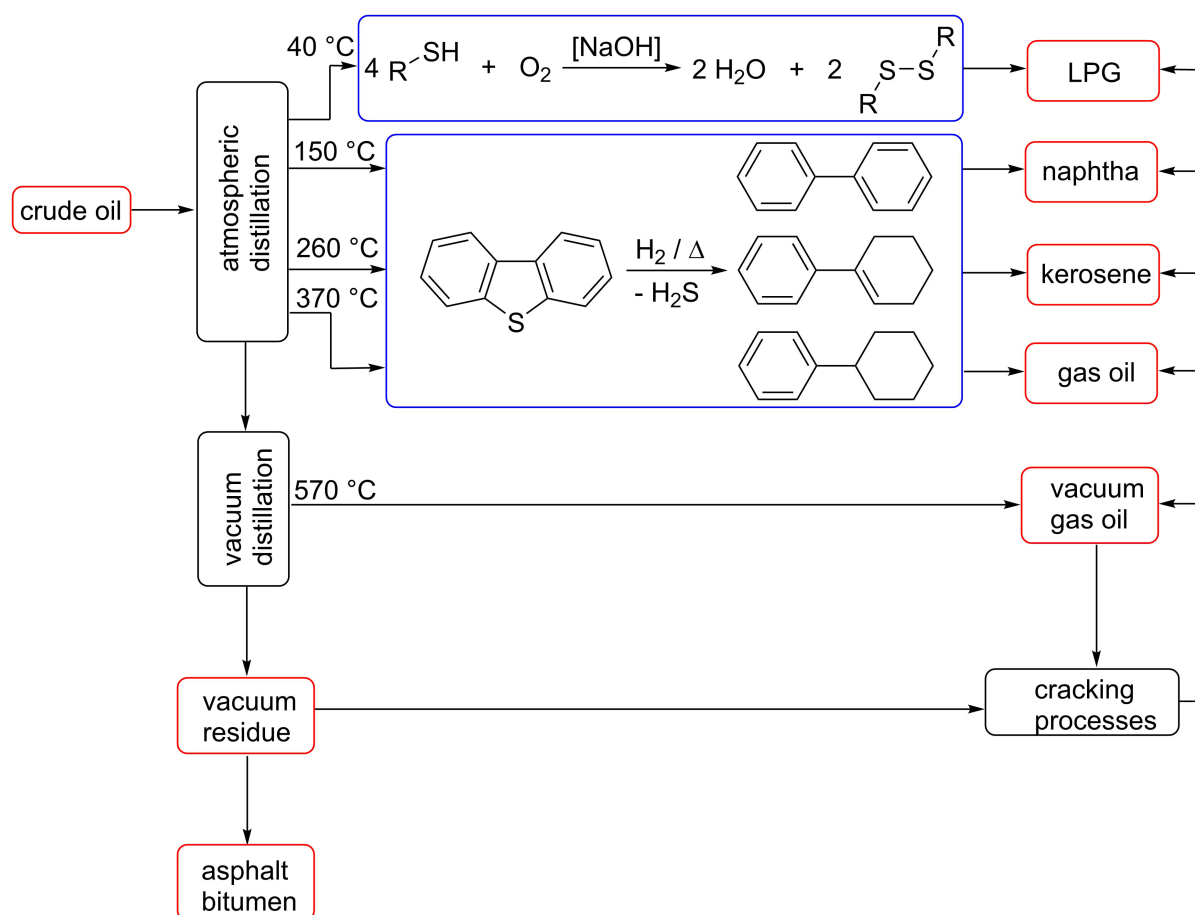 40 °C
4 R SH + O2 [NaOH] 2 H2O + 2 R S S R
LPG
atmospheric
distillation
150 °C
naphtha
crude oil
260 °C
H2 / Δ
- H2S
S
kerosene
370 °C
gas oil
vacuum
distillation
570 °C
vacuum
gas oil
vacuum
residue
cracking
processes
asphalt
bitumen